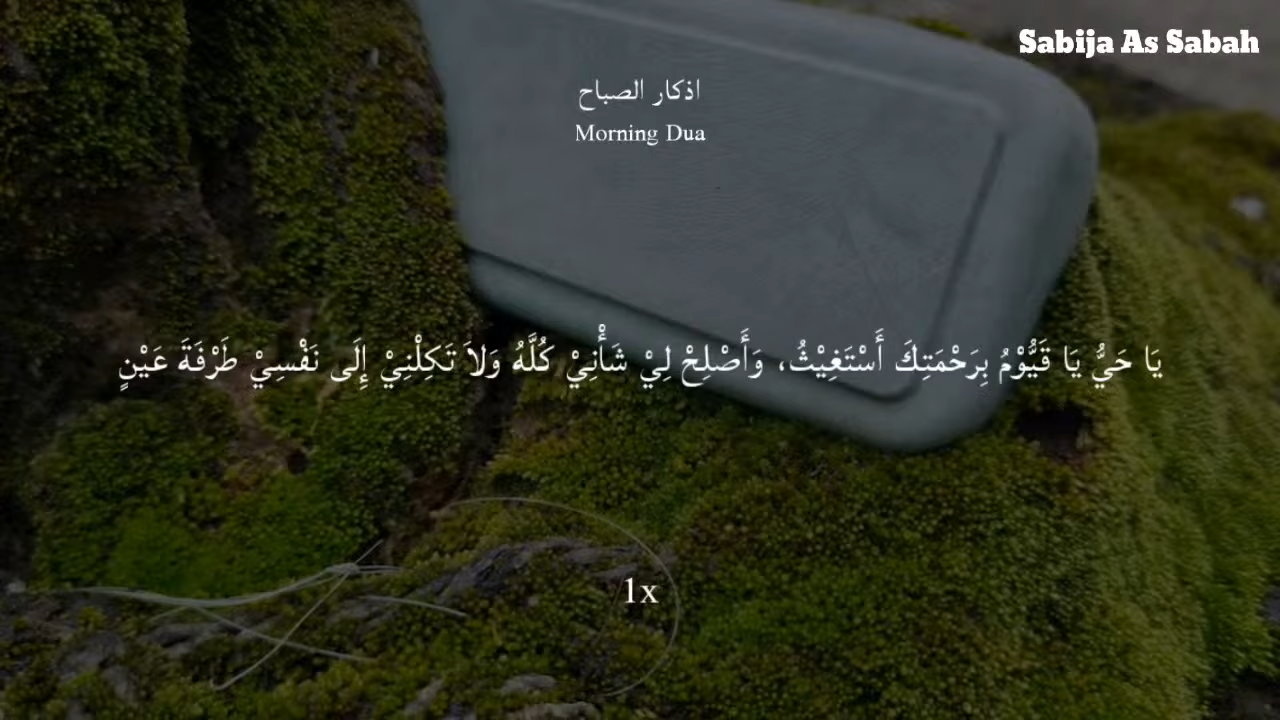 Sabija As Sabah
اذكار الصباح
Morning Dua
يَا حَيُّ يَا قَيُّوْمُ بِرَحْمَتِكَ أَسْتَغِيْثُ، وَأَصْلِحْ لِيْ شَأْنِيْ كُلَّهُ وَلاَ تَكِلْنِيْ إِلَى نَفْسِيْ طَرْفَةَ عَيْنٍ
1x